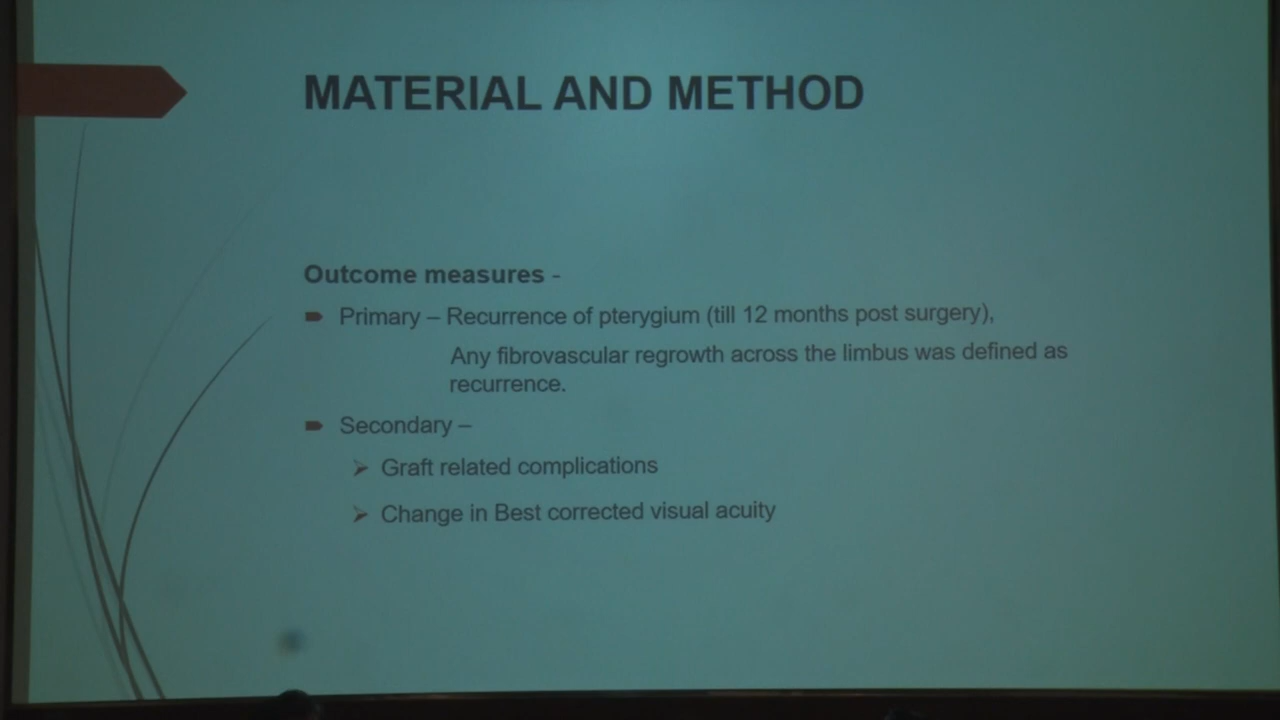 MATERIAL AND METHOD
Outcome measures -
Primary – Recurrence of pterygium (till 12 months post surgery),
Any fibrovascular regrowth across the limbus was defined as
recurrence.
Secondary –
Graft related complications
Change in Best corrected visual acuity